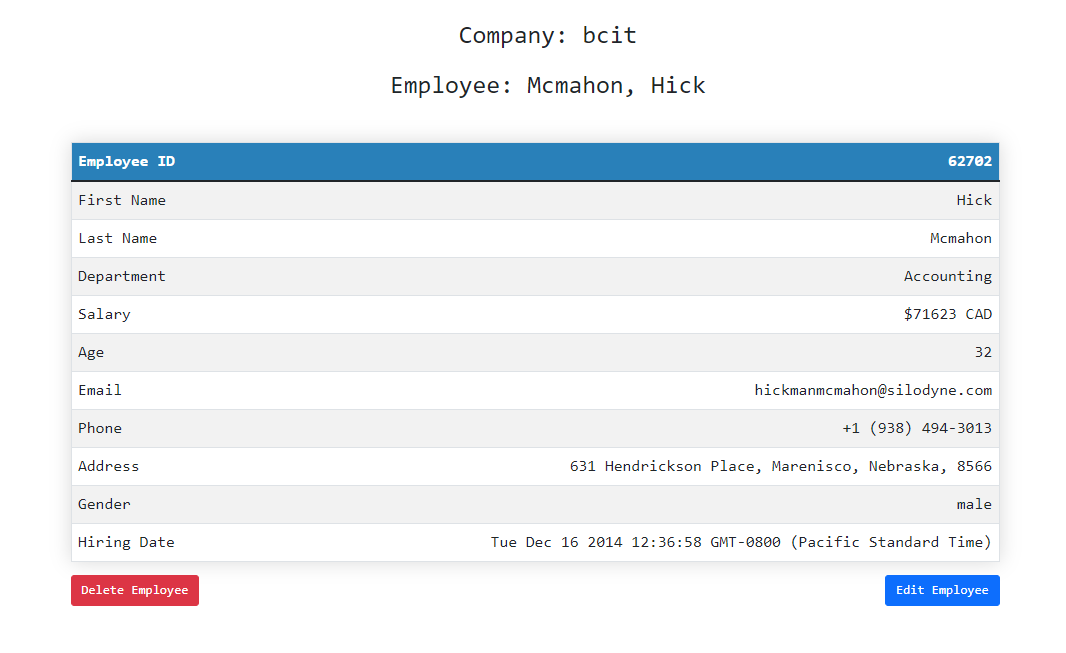 Company: bcit
Employee: Mcmahon, Hick
Employee ID 62702
First Name Hick
Last Name Mcmahon
Department Accounting
Salary $71623 CAD
Age 32
Email hickmanmcmahon@silodyne.com
Phone +1 (938) 494-3013
Address 631 Hendrickson Place, Marenisco, Nebraska, 8566
Gender male
Hiring Date Tue Dec 16 2014 12:36:58 GMT-0800 (Pacific Standard Time)
Delete Employee Edit Employee